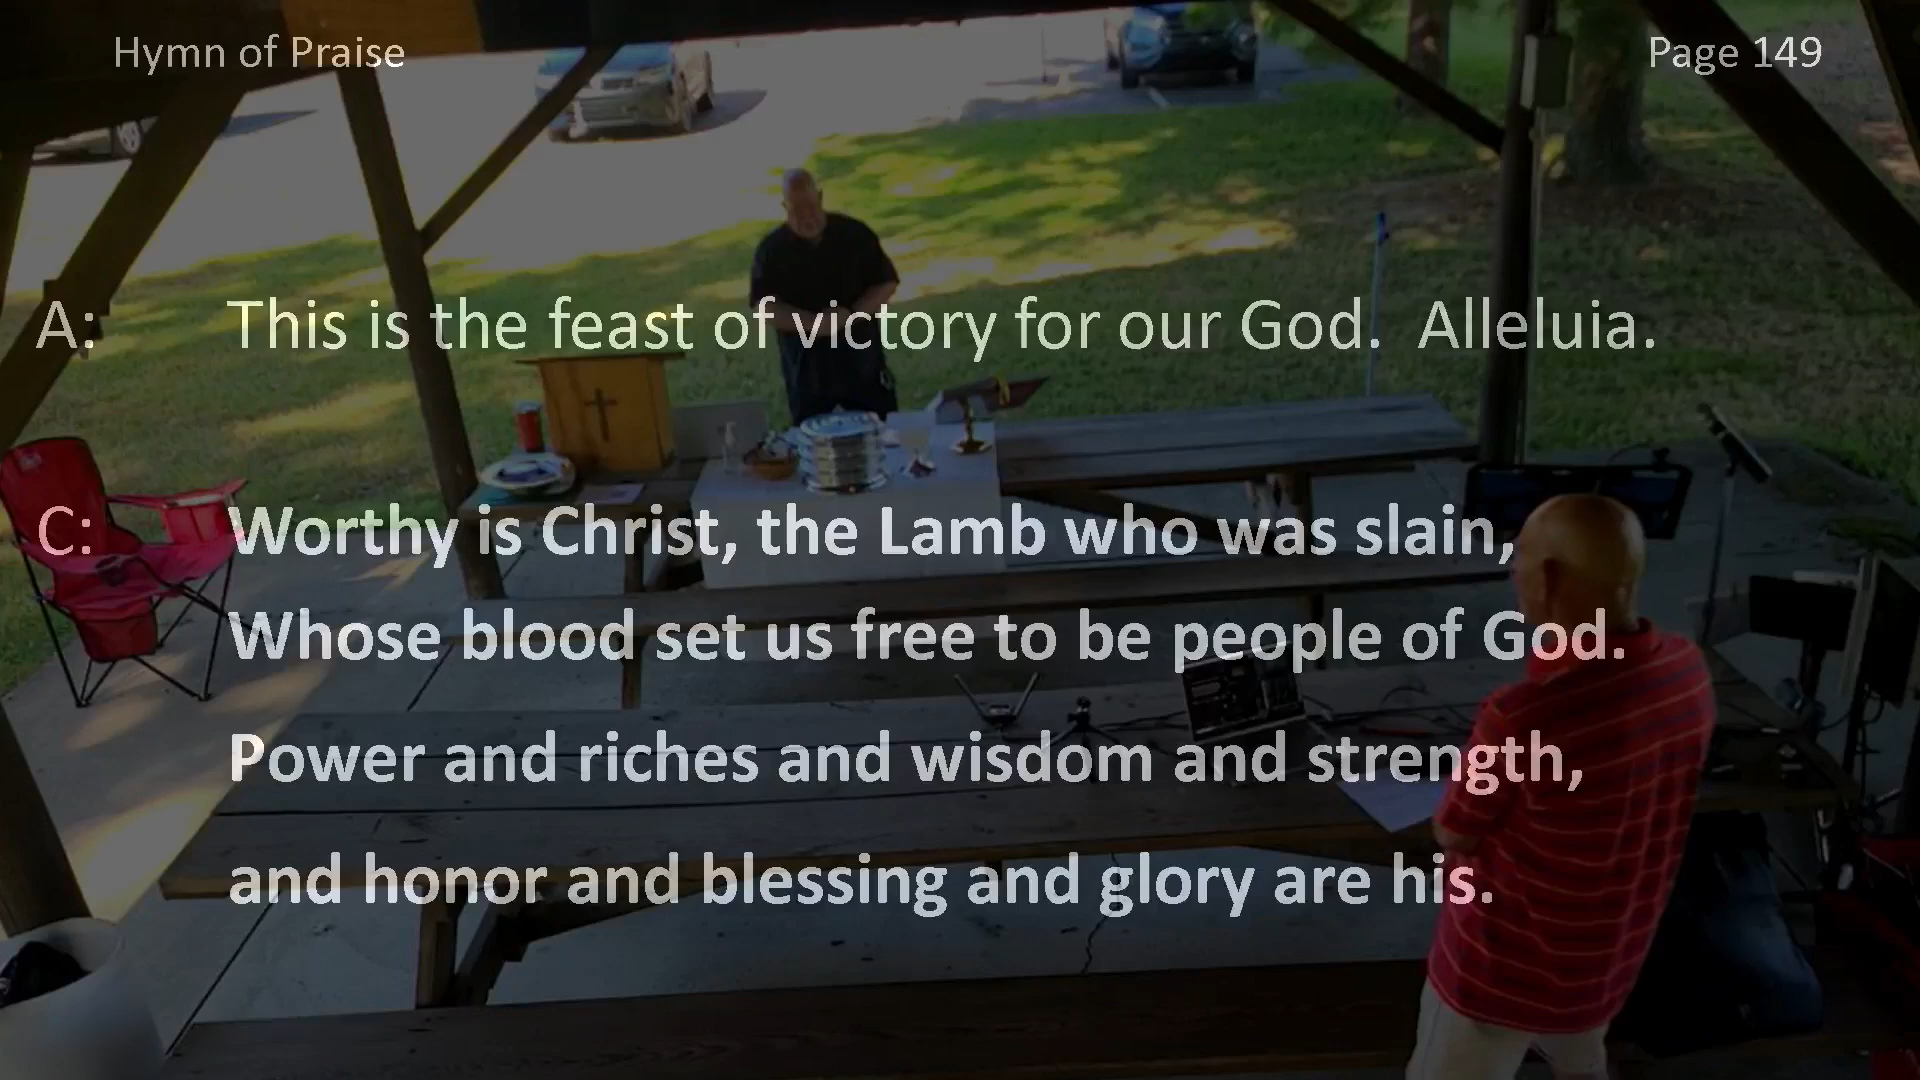 Hymn of Praise
Page 149
A: This is the feast of victory for our God. Alleluia.
C: Worthy is Christ, the Lamb who was slain,
Whose blood set us free to be people of God.
Power and riches and wisdom and strength,
and honor and blessing and glory are his.